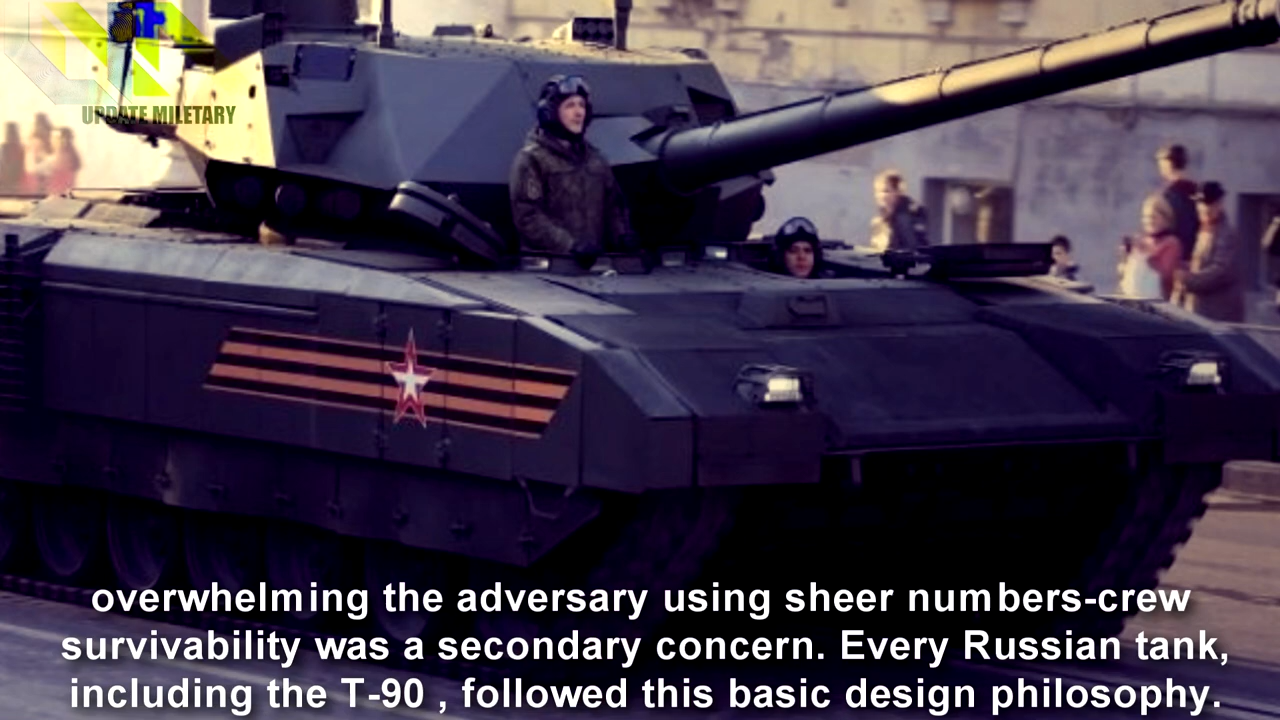 UPDATE MILETARY
overwhelming the adversary using sheer numbers-crew
survivability was a secondary concern. Every Russian tank,
including the T-90 , followed this basic design philosophy.